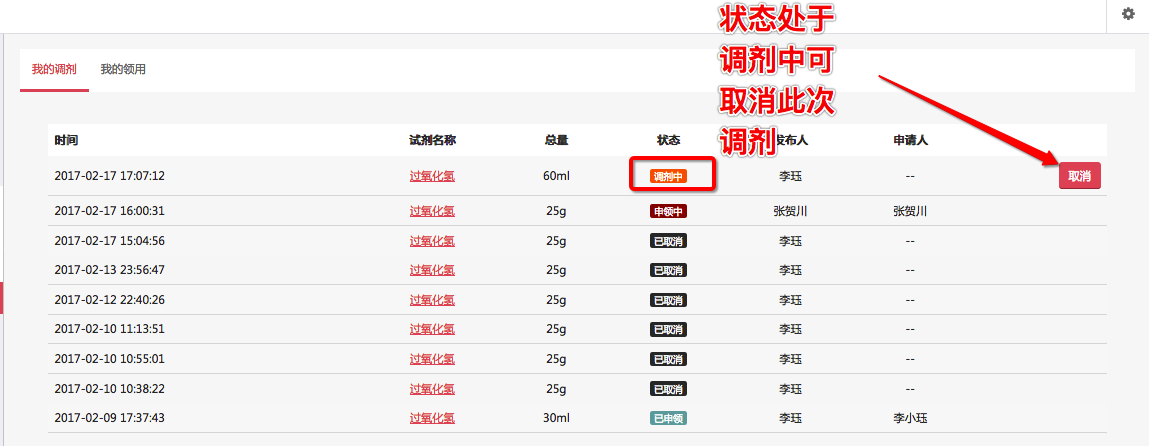 状态处于
调剂中可
取消此次
调剂
我的调剂 我的领用
时间 试剂名称 总量 状态 发布人 申请人
2017-02-17 17:07:12 过氧化氢 60ml 调剂中 李珏 -- 取消
2017-02-17 16:00:31 过氧化氢 25g 申领中 张贺川 张贺川
2017-02-17 15:04:56 过氧化氢 25g 已取消 李珏 --
2017-02-13 23:56:47 过氧化氢 25g 已取消 李珏 --
2017-02-12 22:40:26 过氧化氢 25g 已取消 李珏 --
2017-02-10 11:13:51 过氧化氢 25g 已取消 李珏 --
2017-02-10 10:55:01 过氧化氢 25g 已取消 李珏 --
2017-02-10 10:38:22 过氧化氢 25g 已取消 李珏 --
2017-02-09 17:37:43 过氧化氢 30ml 已申领 李珏 李小珏